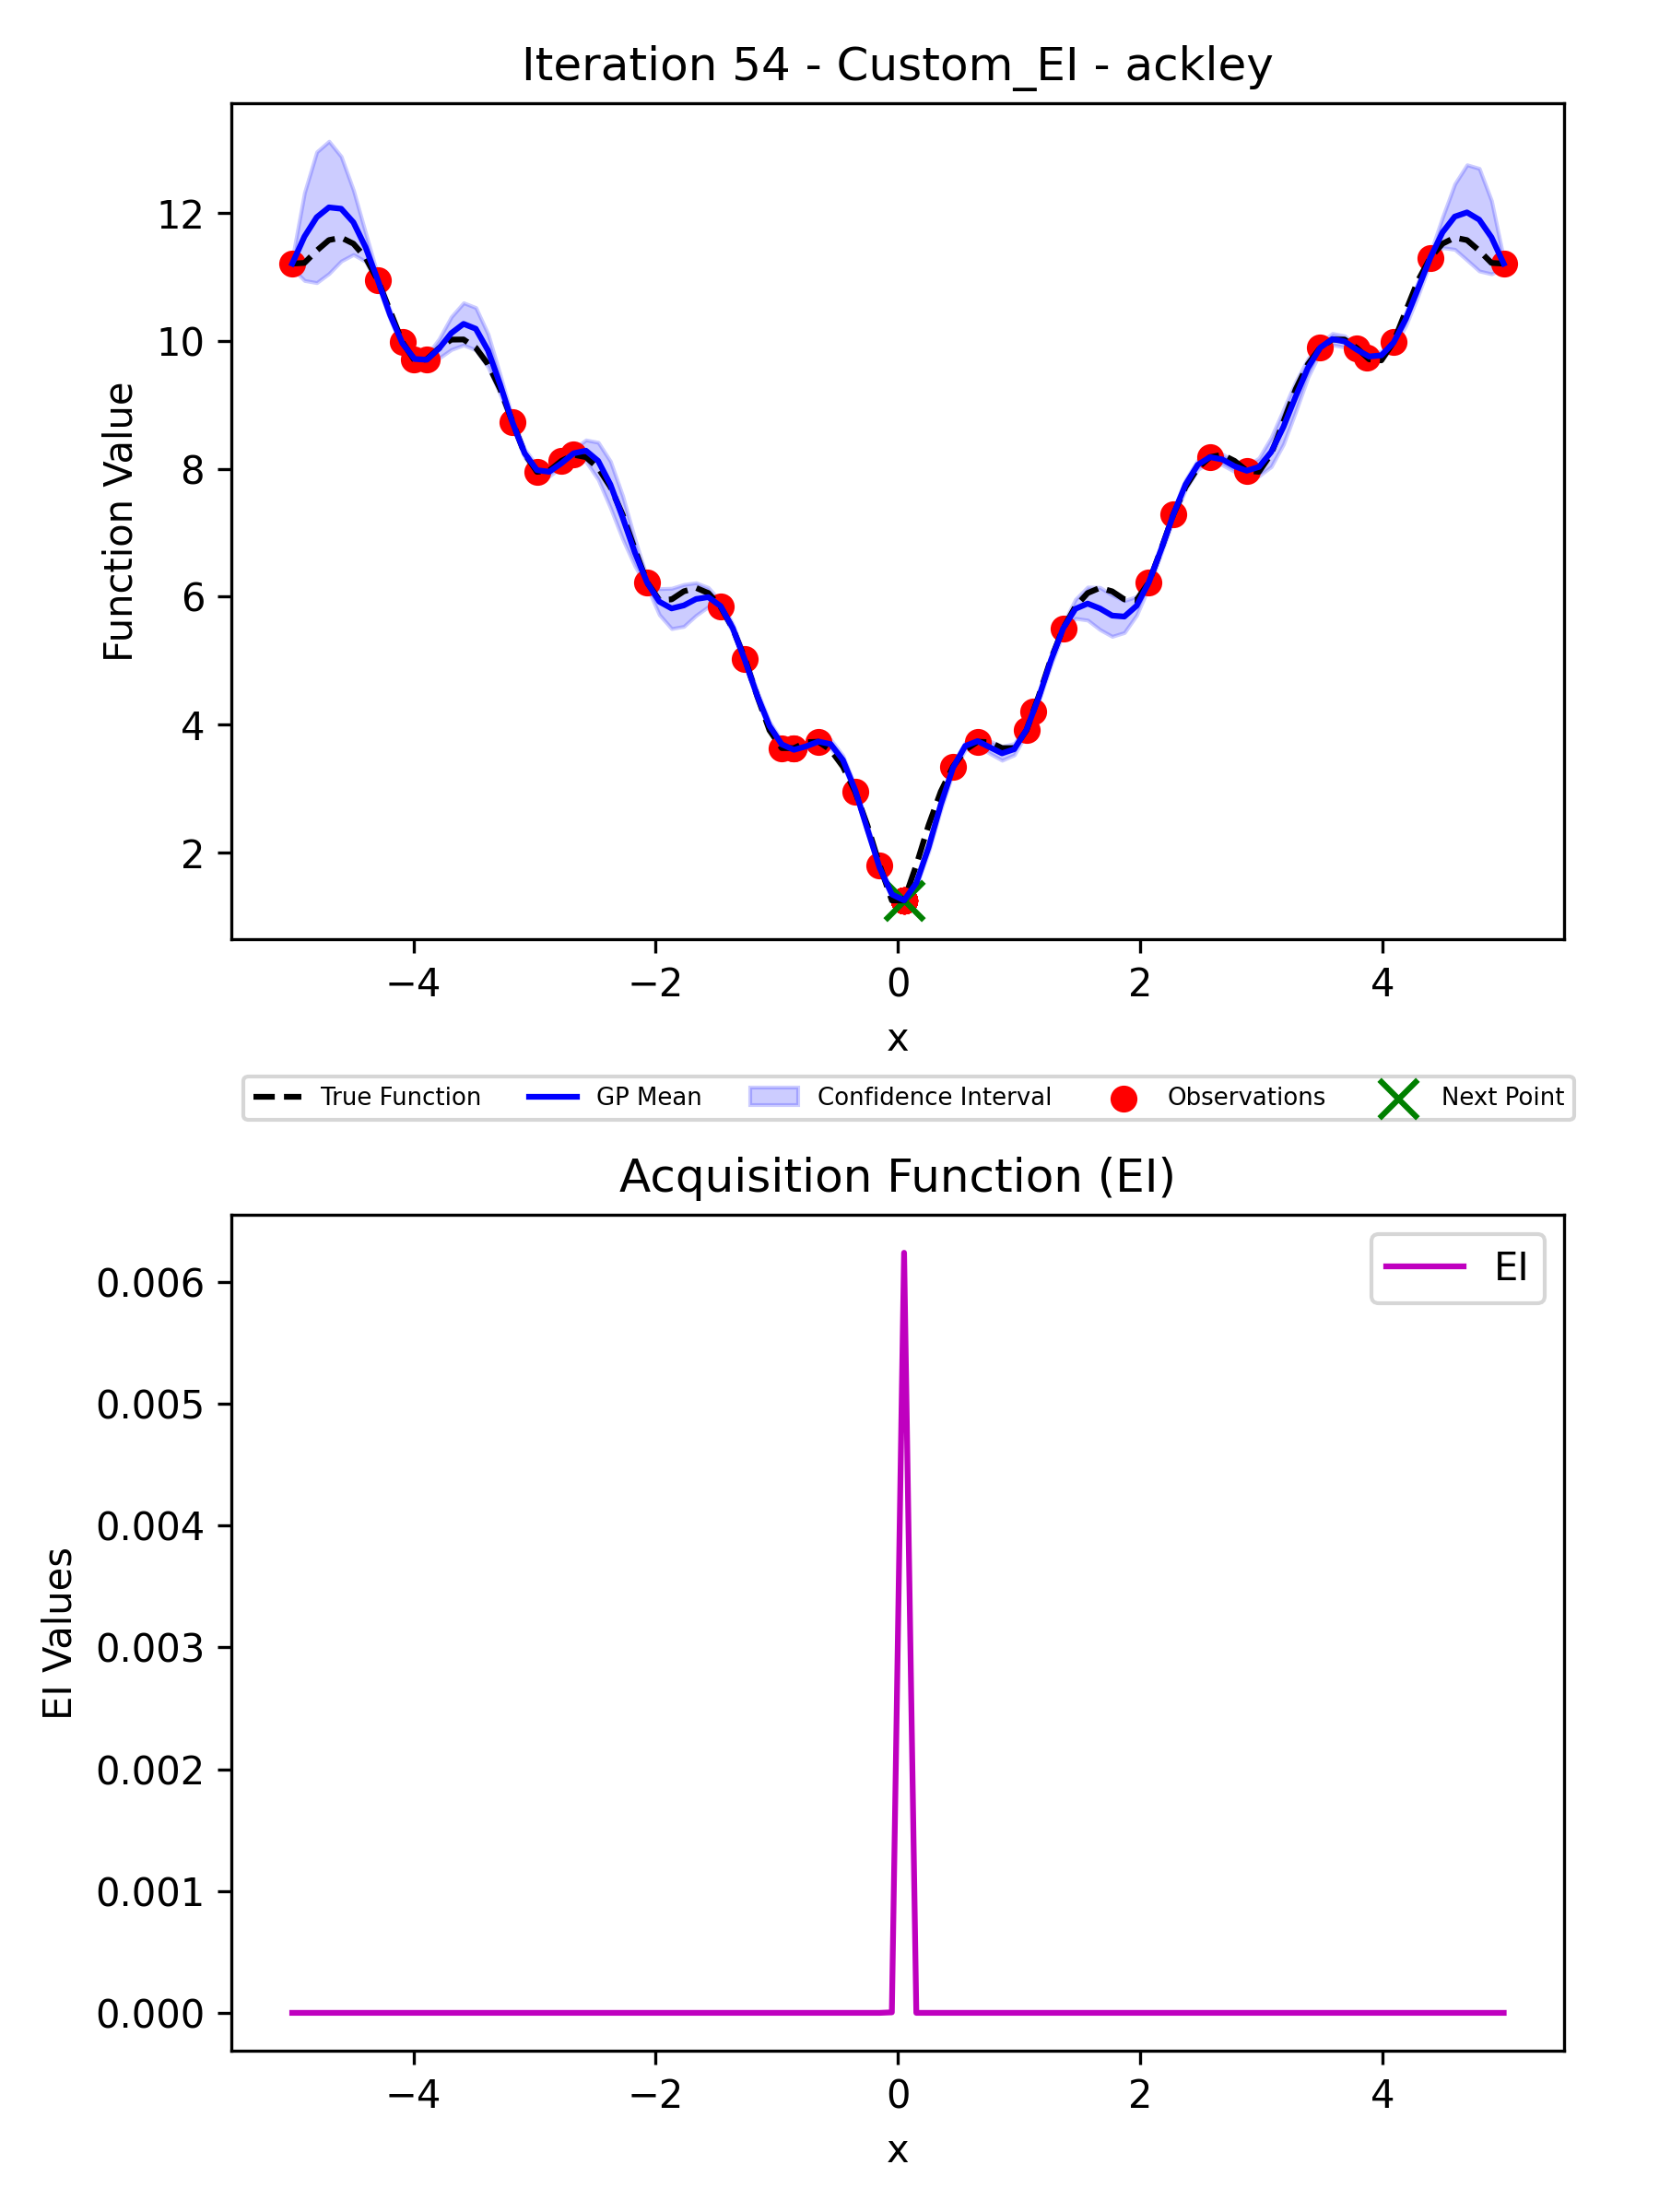 Iteration 54 - Custom_EI - ackley
12
10
8
6
4
2
Function Value
−4 −2 0 2 4
x
True Function GP Mean Confidence Interval Observations Next Point
Acquisition Function (EI)
EI
0.006
0.005
0.004
0.003
0.002
0.001
0.000
EI Values
−4 −2 0 2 4
x